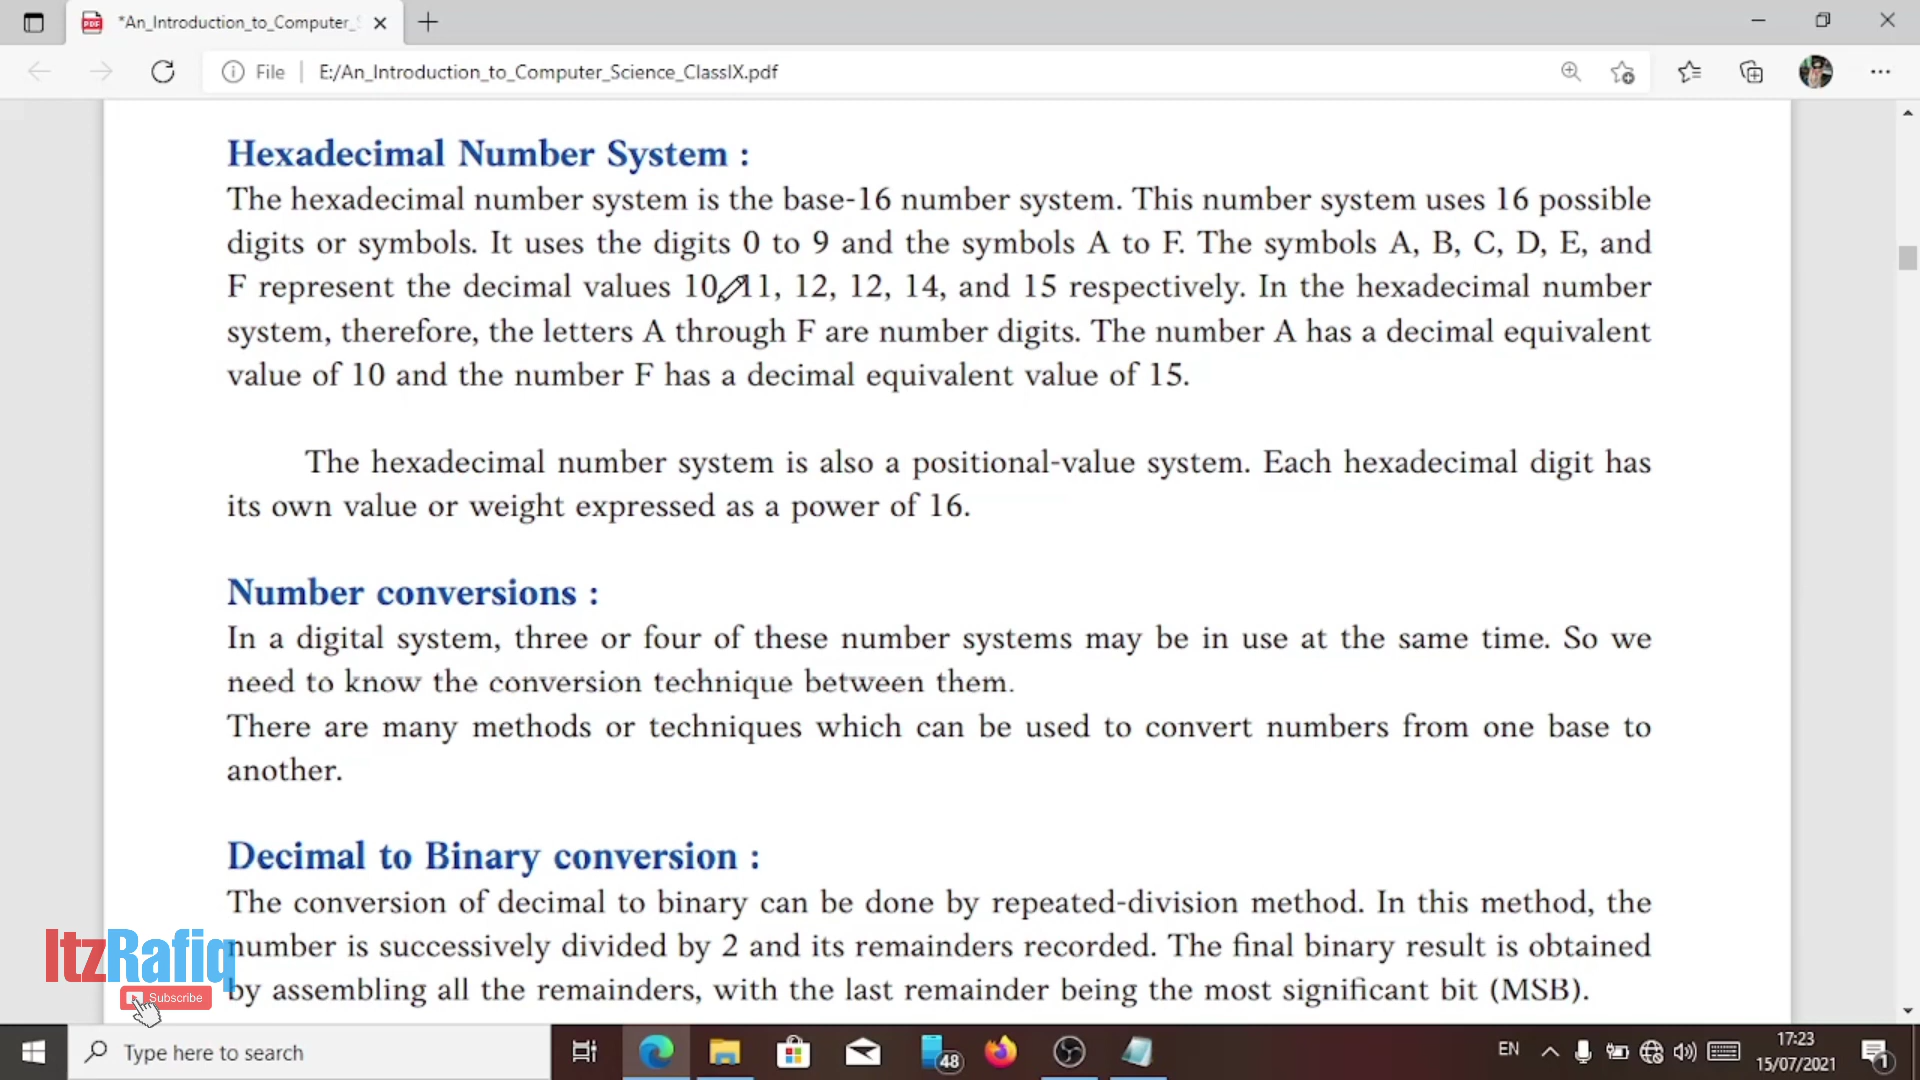 *An_Introduction_to_Computer_
File
E:/An_Introduction_to_Computer_Science_ClassIX.pdf
Hexadecimal Number System :
The hexadecimal number system is the base-16 number system. This number system uses 16 possible
digits or symbols. It uses the digits 0 to 9 and the symbols A to F. The symbols A, B, C, D, E, and
F represent the decimal values 10, 11, 12, 12, 14, and 15 respectively. In the hexadecimal number
system, therefore, the letters A through F are number digits. The number A has a decimal equivalent
value of 10 and the number F has a decimal equivalent value of 15.
The hexadecimal number system is also a positional-value system. Each hexadecimal digit has
its own value or weight expressed as a power of 16.
Number conversions :
In a digital system, three or four of these number systems may be in use at the same time. So we
need to know the conversion technique between them.
There are many methods or techniques which can be used to convert numbers from one base to
another.
Decimal to Binary conversion :
The conversion of decimal to binary can be done by repeated-division method. In this method, the
number is successively divided by 2 and its remainders recorded. The final binary result is obtained
by assembling all the remainders, with the last remainder being the most significant bit (MSB).
ItzRafiq
Subscribe
Type here to search
48
EN
17:23
15/07/2021
1